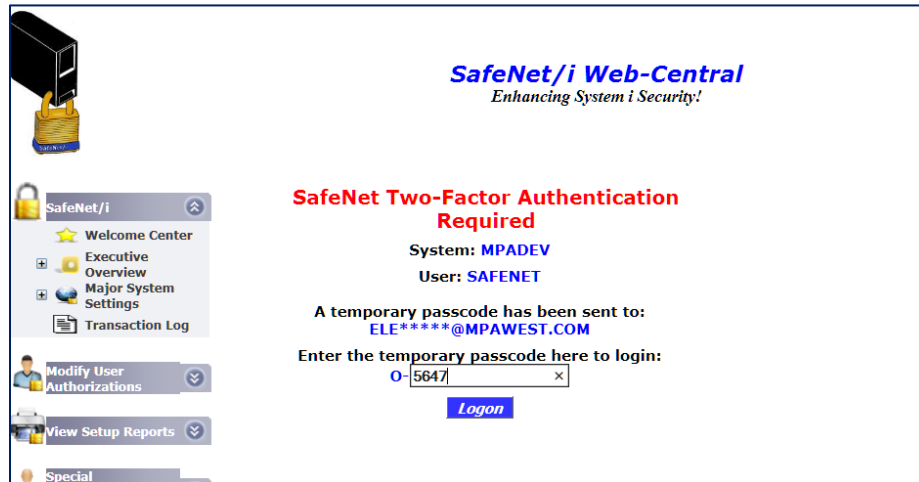 SafeNet/i Web-Central
Enhancing System i Security!
SafeNet/i
SafeNet/i
Welcome Center
Executive
Overview
Major System
Settings
Transaction Log
Modify User
Authorizations
View Setup Reports
Special
SafeNet Two-Factor Authentication
Required
System: MPADEV
User: SAFENET
A temporary passcode has been sent to:
ELE*****@MPAWEST.COM
Enter the temporary passcode here to login:
O-5647 ×
Logon